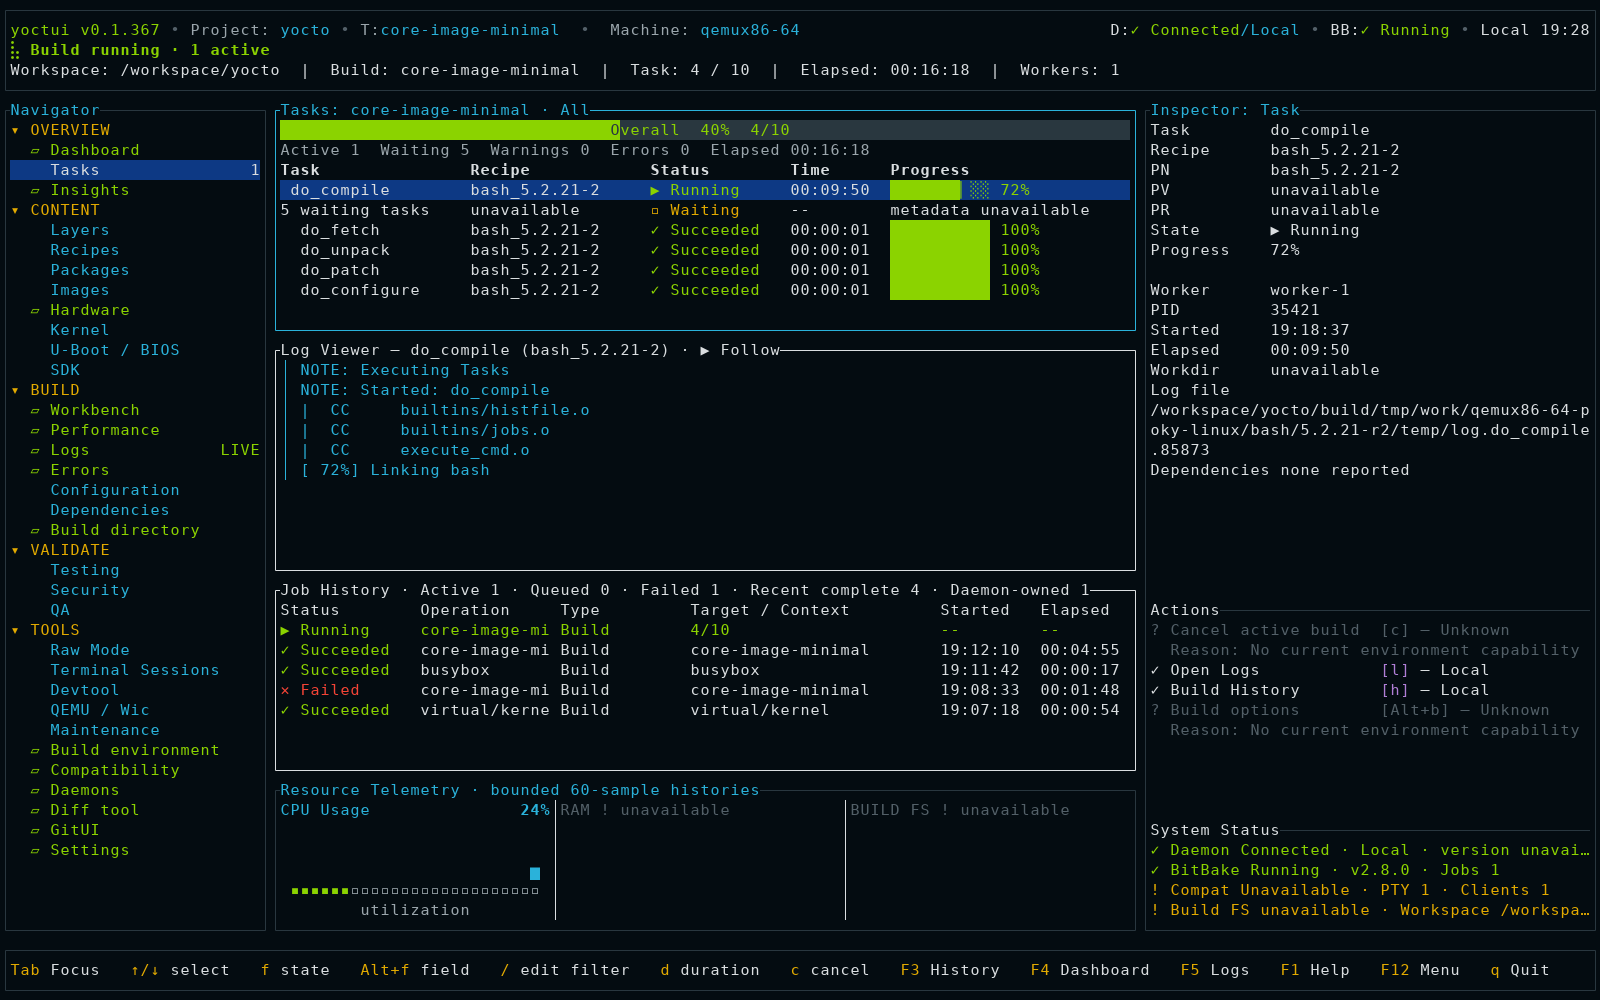 yoctui v0.1.367 • Project: yocto • T:core-image-minimal • Machine: qemux86-64 D:✓ Connected/Local • BB:✓ Running • Local 19:28
Build running · 1 active
Workspace: /workspace/yocto | Build: core-image-minimal | Task: 4 / 10 | Elapsed: 00:16:18 | Workers: 1
Navigator
▾ OVERVIEW
▱ Dashboard
Tasks 1
▱ Insights
▾ CONTENT
Layers
Recipes
Packages
Images
▱ Hardware
Kernel
U-Boot / BIOS
SDK
▾ BUILD
▱ Workbench
▱ Performance
▱ Logs LIVE
▱ Errors
Configuration
Dependencies
▱ Build directory
▾ VALIDATE
Testing
Security
QA
▾ TOOLS
Raw Mode
Terminal Sessions
Devtool
QEMU / Wic
Maintenance
▱ Build environment
▱ Compatibility
▱ Daemons
▱ Diff tool
▱ GitUI
▱ Settings
Tasks: core-image-minimal · All
Overall 40% 4/10
Active 1 Waiting 5 Warnings 0 Errors 0 Elapsed 00:16:18
Task Recipe Status Time Progress
do_compile bash_5.2.21-2 ▶ Running 00:09:50 72%
5 waiting tasks unavailable ▫ Waiting -- metadata unavailable
do_fetch bash_5.2.21-2 ✓ Succeeded 00:00:01 100%
do_unpack bash_5.2.21-2 ✓ Succeeded 00:00:01 100%
do_patch bash_5.2.21-2 ✓ Succeeded 00:00:01 100%
do_configure bash_5.2.21-2 ✓ Succeeded 00:00:01 100%
Log Viewer — do_compile (bash_5.2.21-2) · ▶ Follow
NOTE: Executing Tasks
NOTE: Started: do_compile
| CC builtins/histfile.o
| CC builtins/jobs.o
| CC execute_cmd.o
[ 72%] Linking bash
Job History · Active 1 · Queued 0 · Failed 1 · Recent complete 4 · Daemon-owned 1
Status Operation Type Target / Context Started Elapsed
▶ Running core-image-mi Build 4/10 -- --
✓ Succeeded core-image-mi Build core-image-minimal 19:12:10 00:04:55
✓ Succeeded busybox Build busybox 19:11:42 00:00:17
✕ Failed core-image-mi Build core-image-minimal 19:08:33 00:01:48
✓ Succeeded virtual/kerne Build virtual/kernel 19:07:18 00:00:54
Resource Telemetry · bounded 60-sample histories
CPU Usage 24% RAM ! unavailable BUILD FS ! unavailable
utilization
Inspector: Task
Task do_compile
Recipe bash_5.2.21-2
PN bash_5.2.21-2
PV unavailable
PR unavailable
State ▶ Running
Progress 72%
Worker worker-1
PID 35421
Started 19:18:37
Elapsed 00:09:50
Workdir unavailable
Log file
/workspace/yocto/build/tmp/work/qemux86-64-p
oky-linux/bash/5.2.21-r2/temp/log.do_compile
.85873
Dependencies none reported
Actions
? Cancel active build [c] — Unknown
Reason: No current environment capability
✓ Open Logs [l] — Local
✓ Build History [h] — Local
? Build options [Alt+b] — Unknown
Reason: No current environment capability
System Status
✓ Daemon Connected · Local · version unavai…
✓ BitBake Running · v2.8.0 · Jobs 1
! Compat Unavailable · PTY 1 · Clients 1
! Build FS unavailable · Workspace /workspa…
Tab Focus ↑/↓ select f state Alt+f field / edit filter d duration c cancel F3 History F4 Dashboard F5 Logs F1 Help F12 Menu q Quit